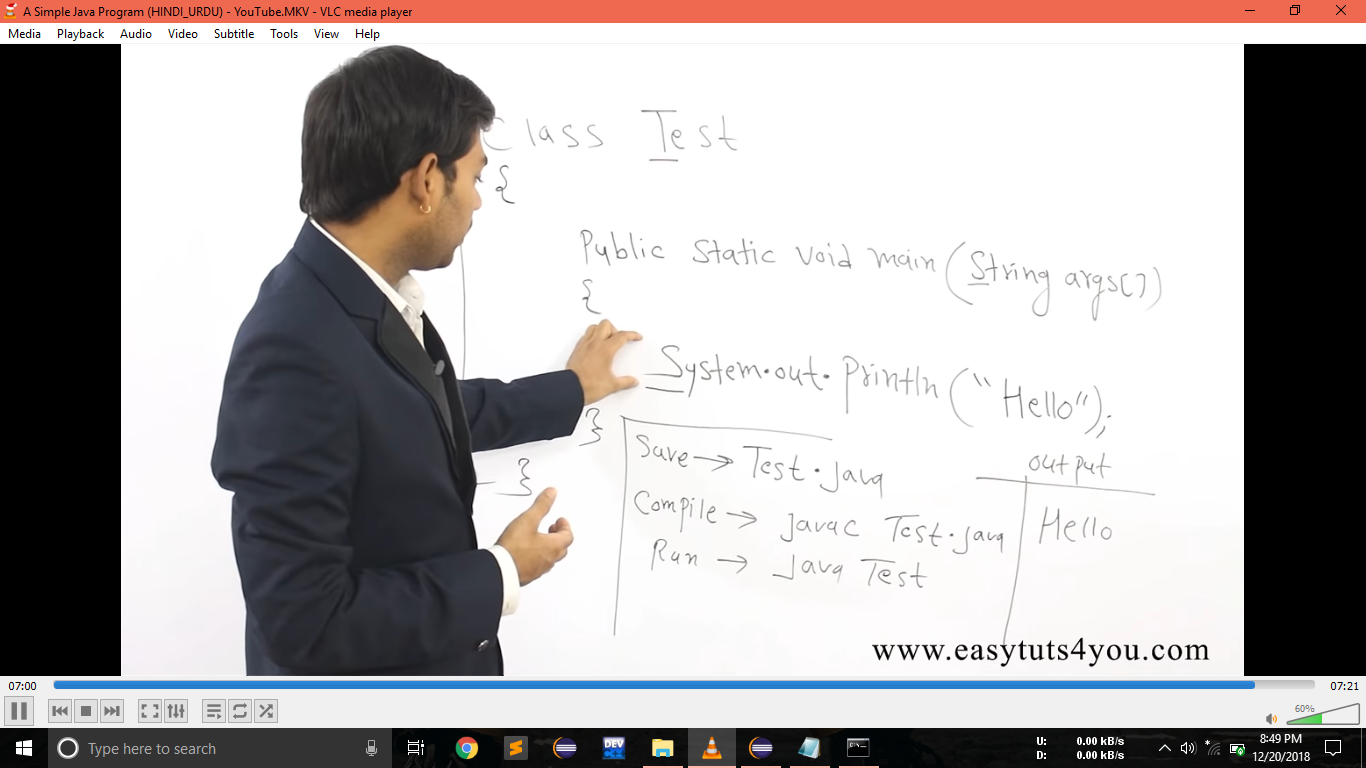 A Simple Java Program (HINDI_URDU) - YouTube.MKV - VLC media player
Media Playback Audio Video Subtitle Tools View Help
Class Test
{
Public Static void main (String args[])
{
System.out.println ("Hello");
}
}
Save → Test.java
Compile → javac Test.java
Run → Java Test
output
Hello
www.easytuts4you.com
07:00
07:21
60%
Type here to search
DEV
U: 0.00 kB/s
D: 0.00 kB/s
8:49 PM
12/20/2018